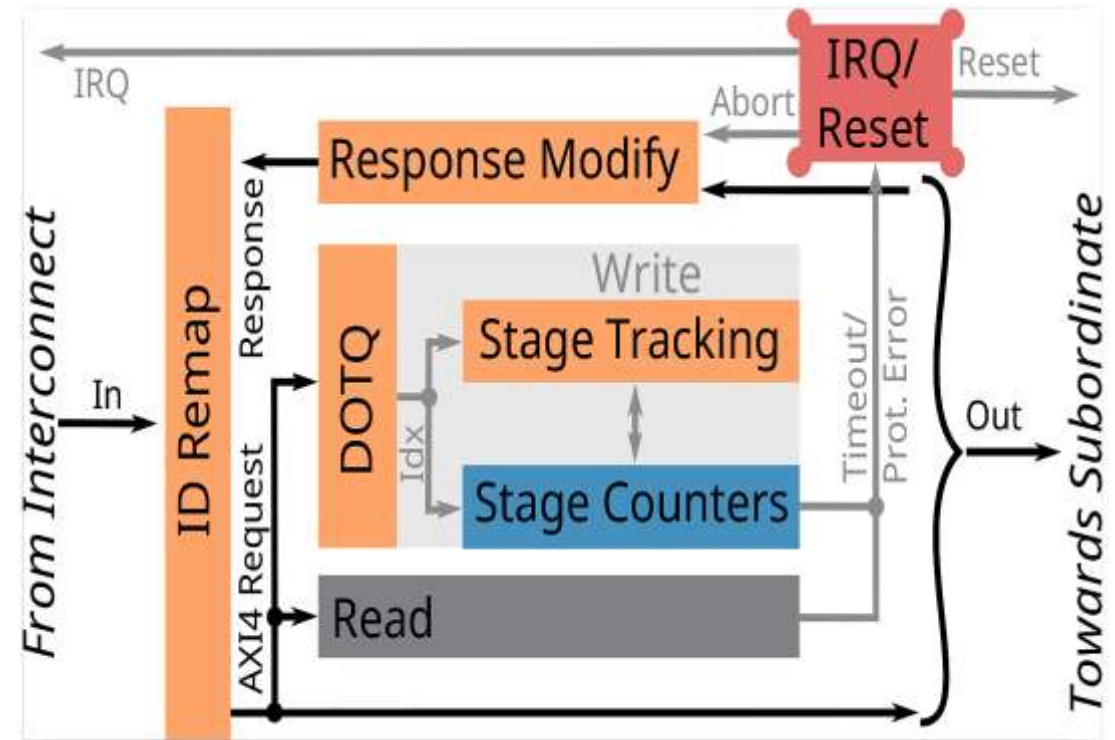 IRQ
IRQ/
Reset
Reset
Abort
Response Modify
Response
From Interconnect
In
ID Remap
AXI4 Request
DOTQ
Idx
Write
Stage Tracking
Stage Counters
Read
Timeout/
Prot. Error
Out
Towards Subordinate